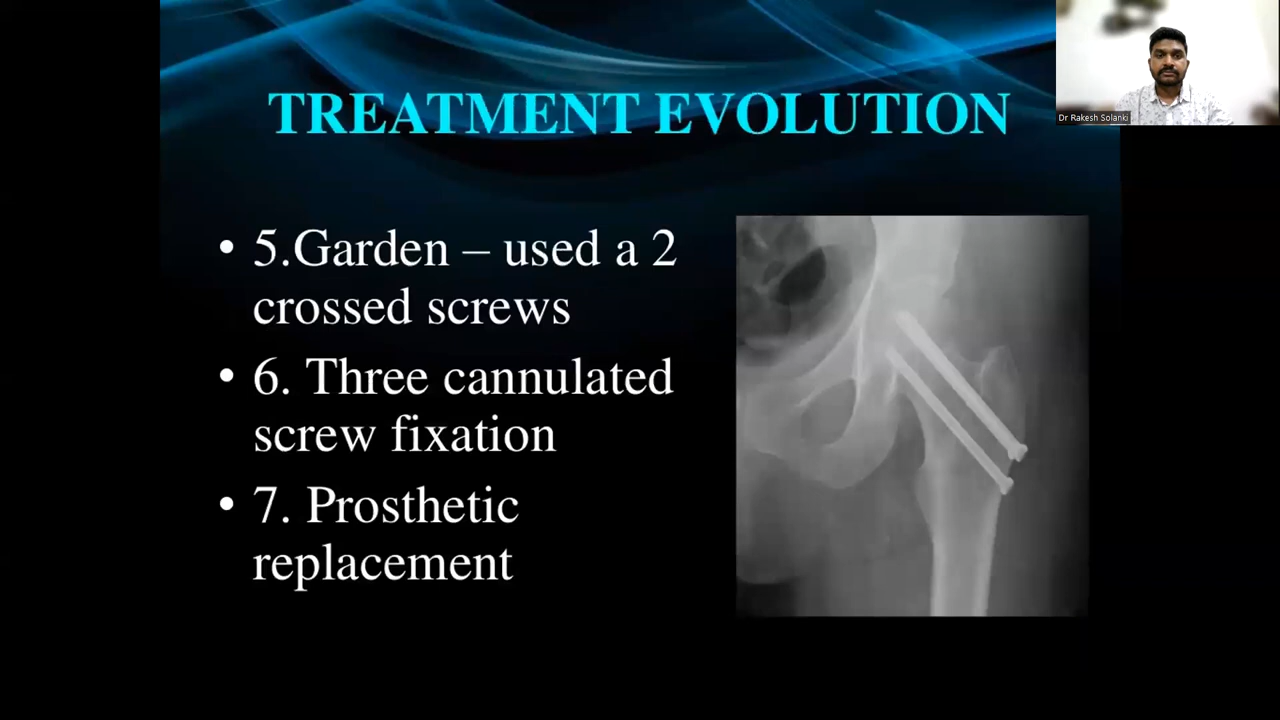 TREATMENT EVOLUTION
Dr Rakesh Solanki
• 5.Garden – used a 2
crossed screws
• 6. Three cannulated
screw fixation
• 7. Prosthetic
replacement